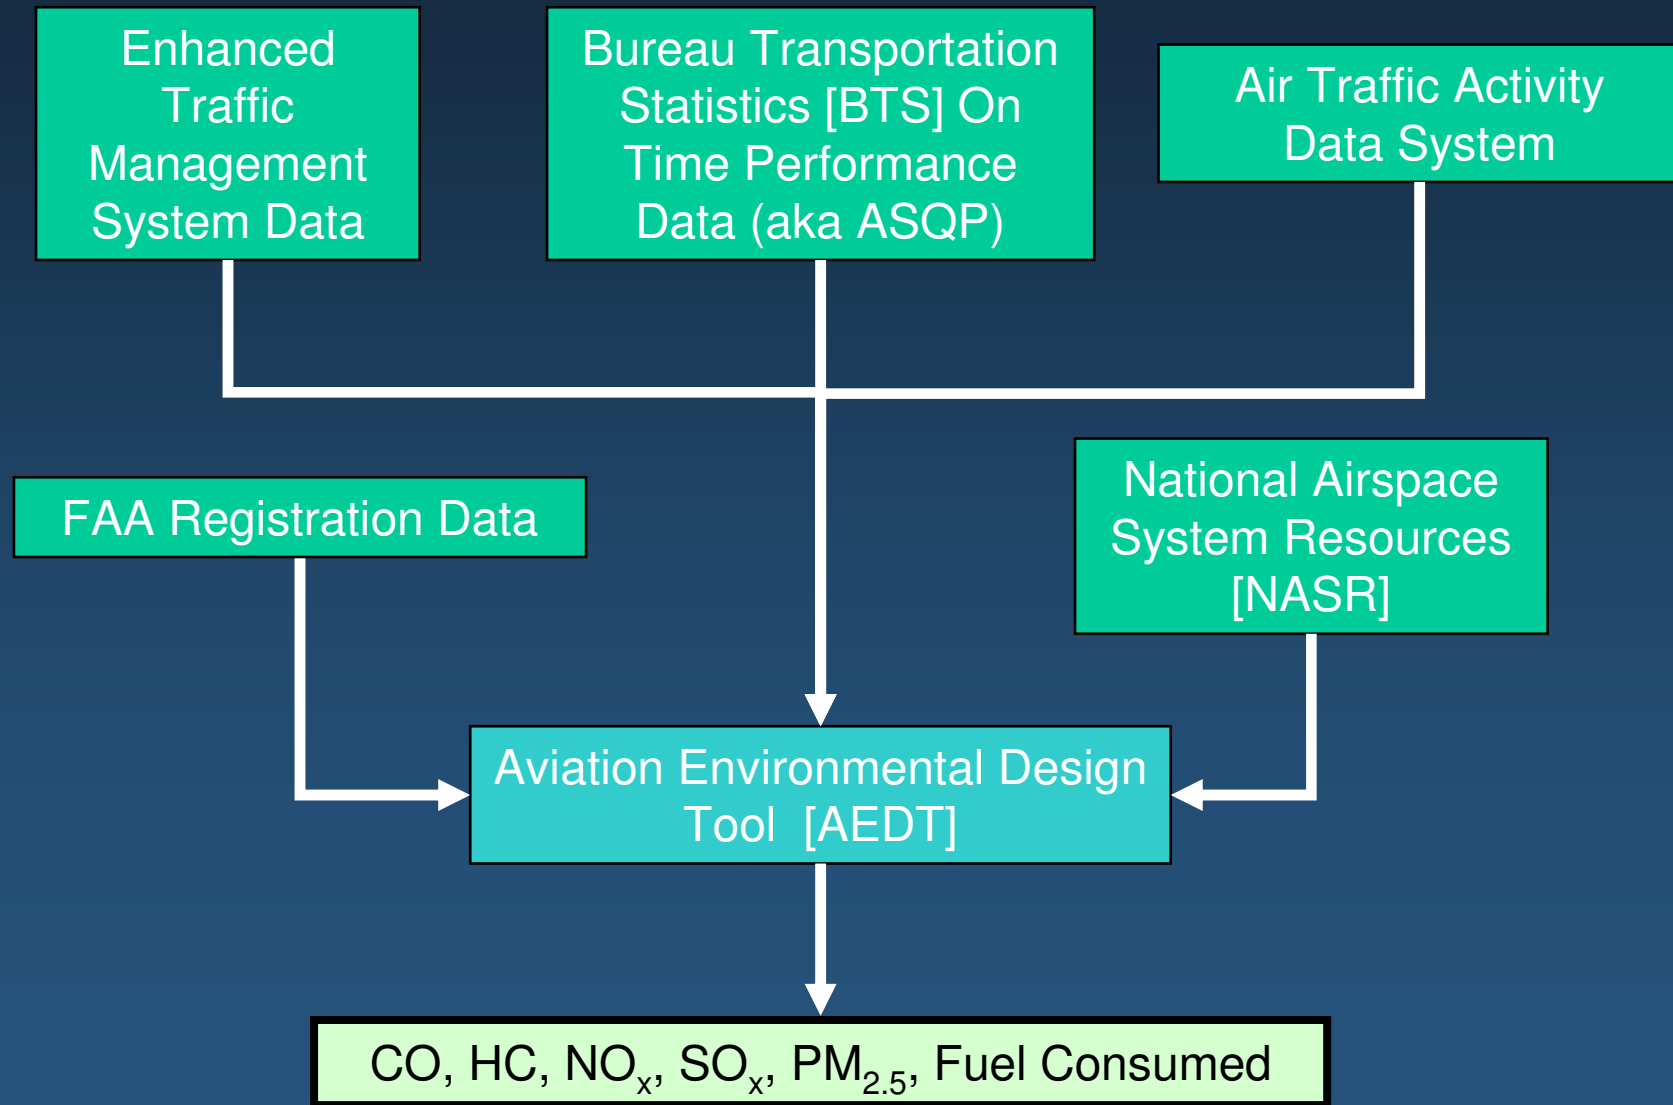 Enhanced
Traffic
Management
System Data
Bureau Transportation
Statistics [BTS] On
Time Performance
Data (aka ASQP)
Air Traffic Activity
Data System
FAA Registration Data
National Airspace
System Resources
[NASR]
Aviation Environmental Design
Tool  [AEDT]
CO, HC, NOx, SOx, PM2.5, Fuel Consumed